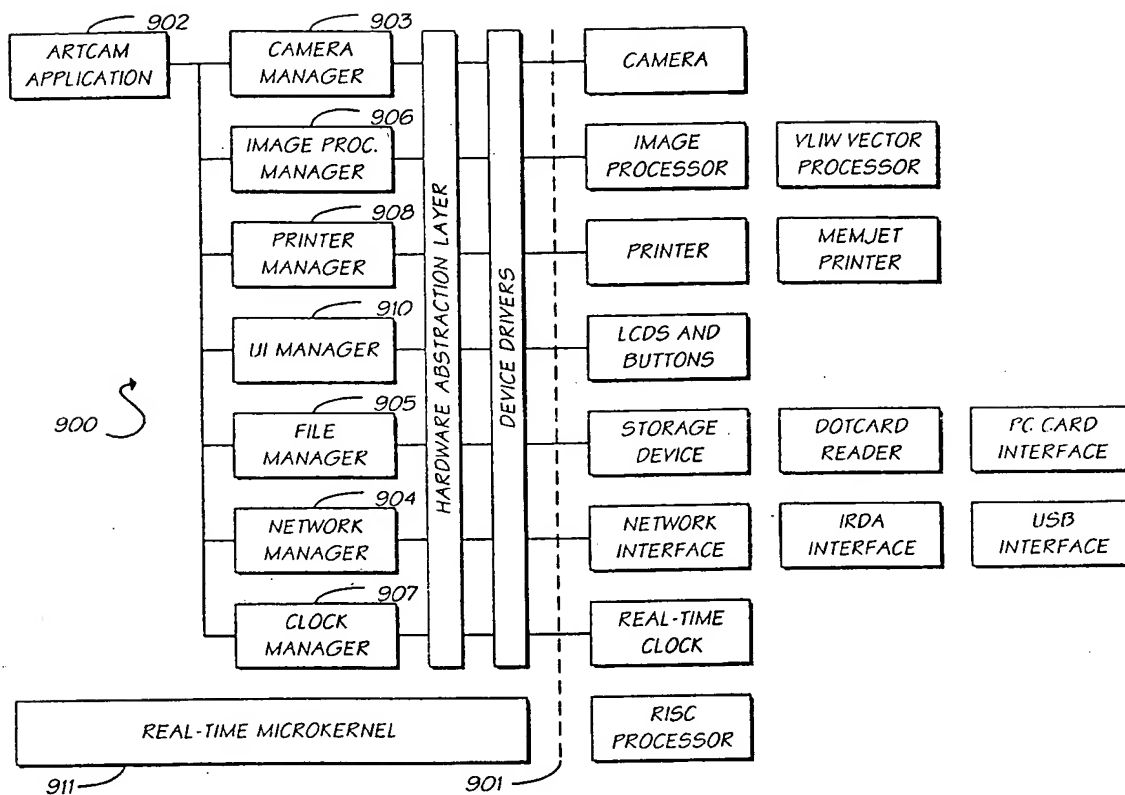 902
ARTCAM
APPLICATION
903
CAMERA
MANAGER
CAMERA
906
IMAGE PROC.
MANAGER
IMAGE
PROCESSOR
VLIW VECTOR
PROCESSOR
908
PRINTER
MANAGER
PRINTER
MEMJET
PRINTER
910
UI MANAGER
LCDS AND
BUTTONS
900
905
FILE
MANAGER
STORAGE
DEVICE
DOTCARD
READER
PC CARD
INTERFACE
904
NETWORK
MANAGER
NETWORK
INTERFACE
IRDA
INTERFACE
USB
INTERFACE
907
CLOCK
MANAGER
REAL-TIME
CLOCK
HARDWARE ABSTRACTION LAYER
DEVICE DRIVERS
REAL-TIME MICROKERNEL
RISC
PROCESSOR
911
901